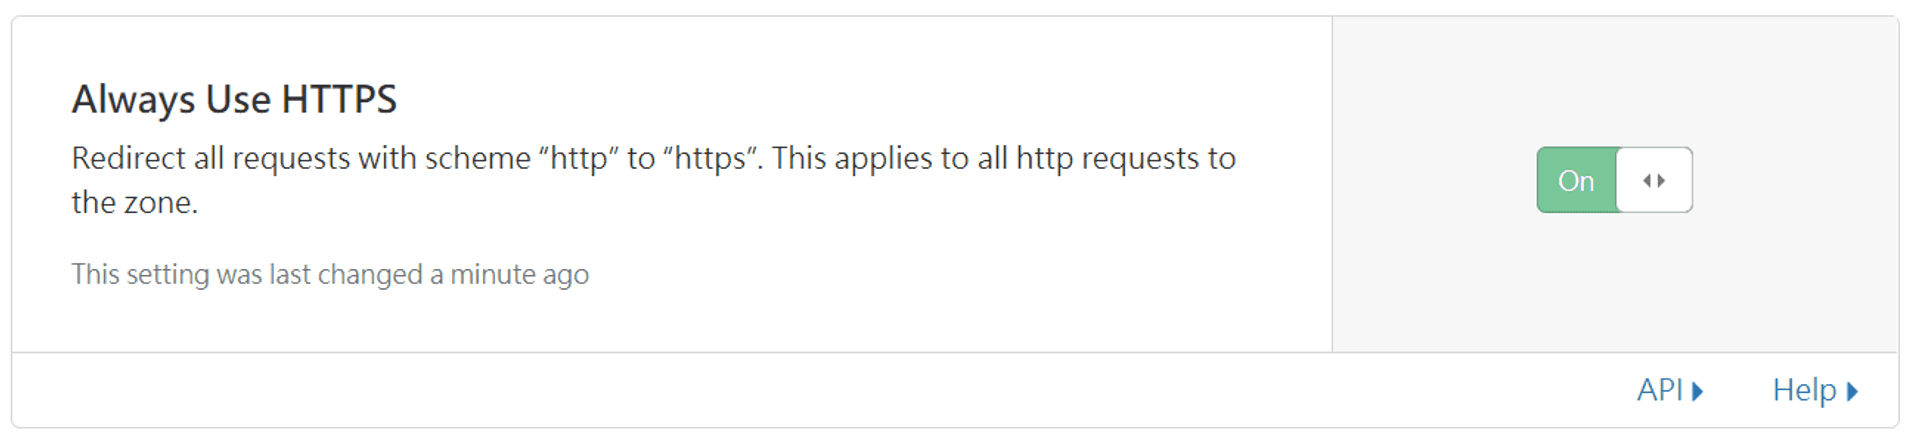 Always Use HTTPS
Redirect all requests with scheme “http” to “https”. This applies to all http requests to
the zone.
On
This setting was last changed a minute ago
API
Help